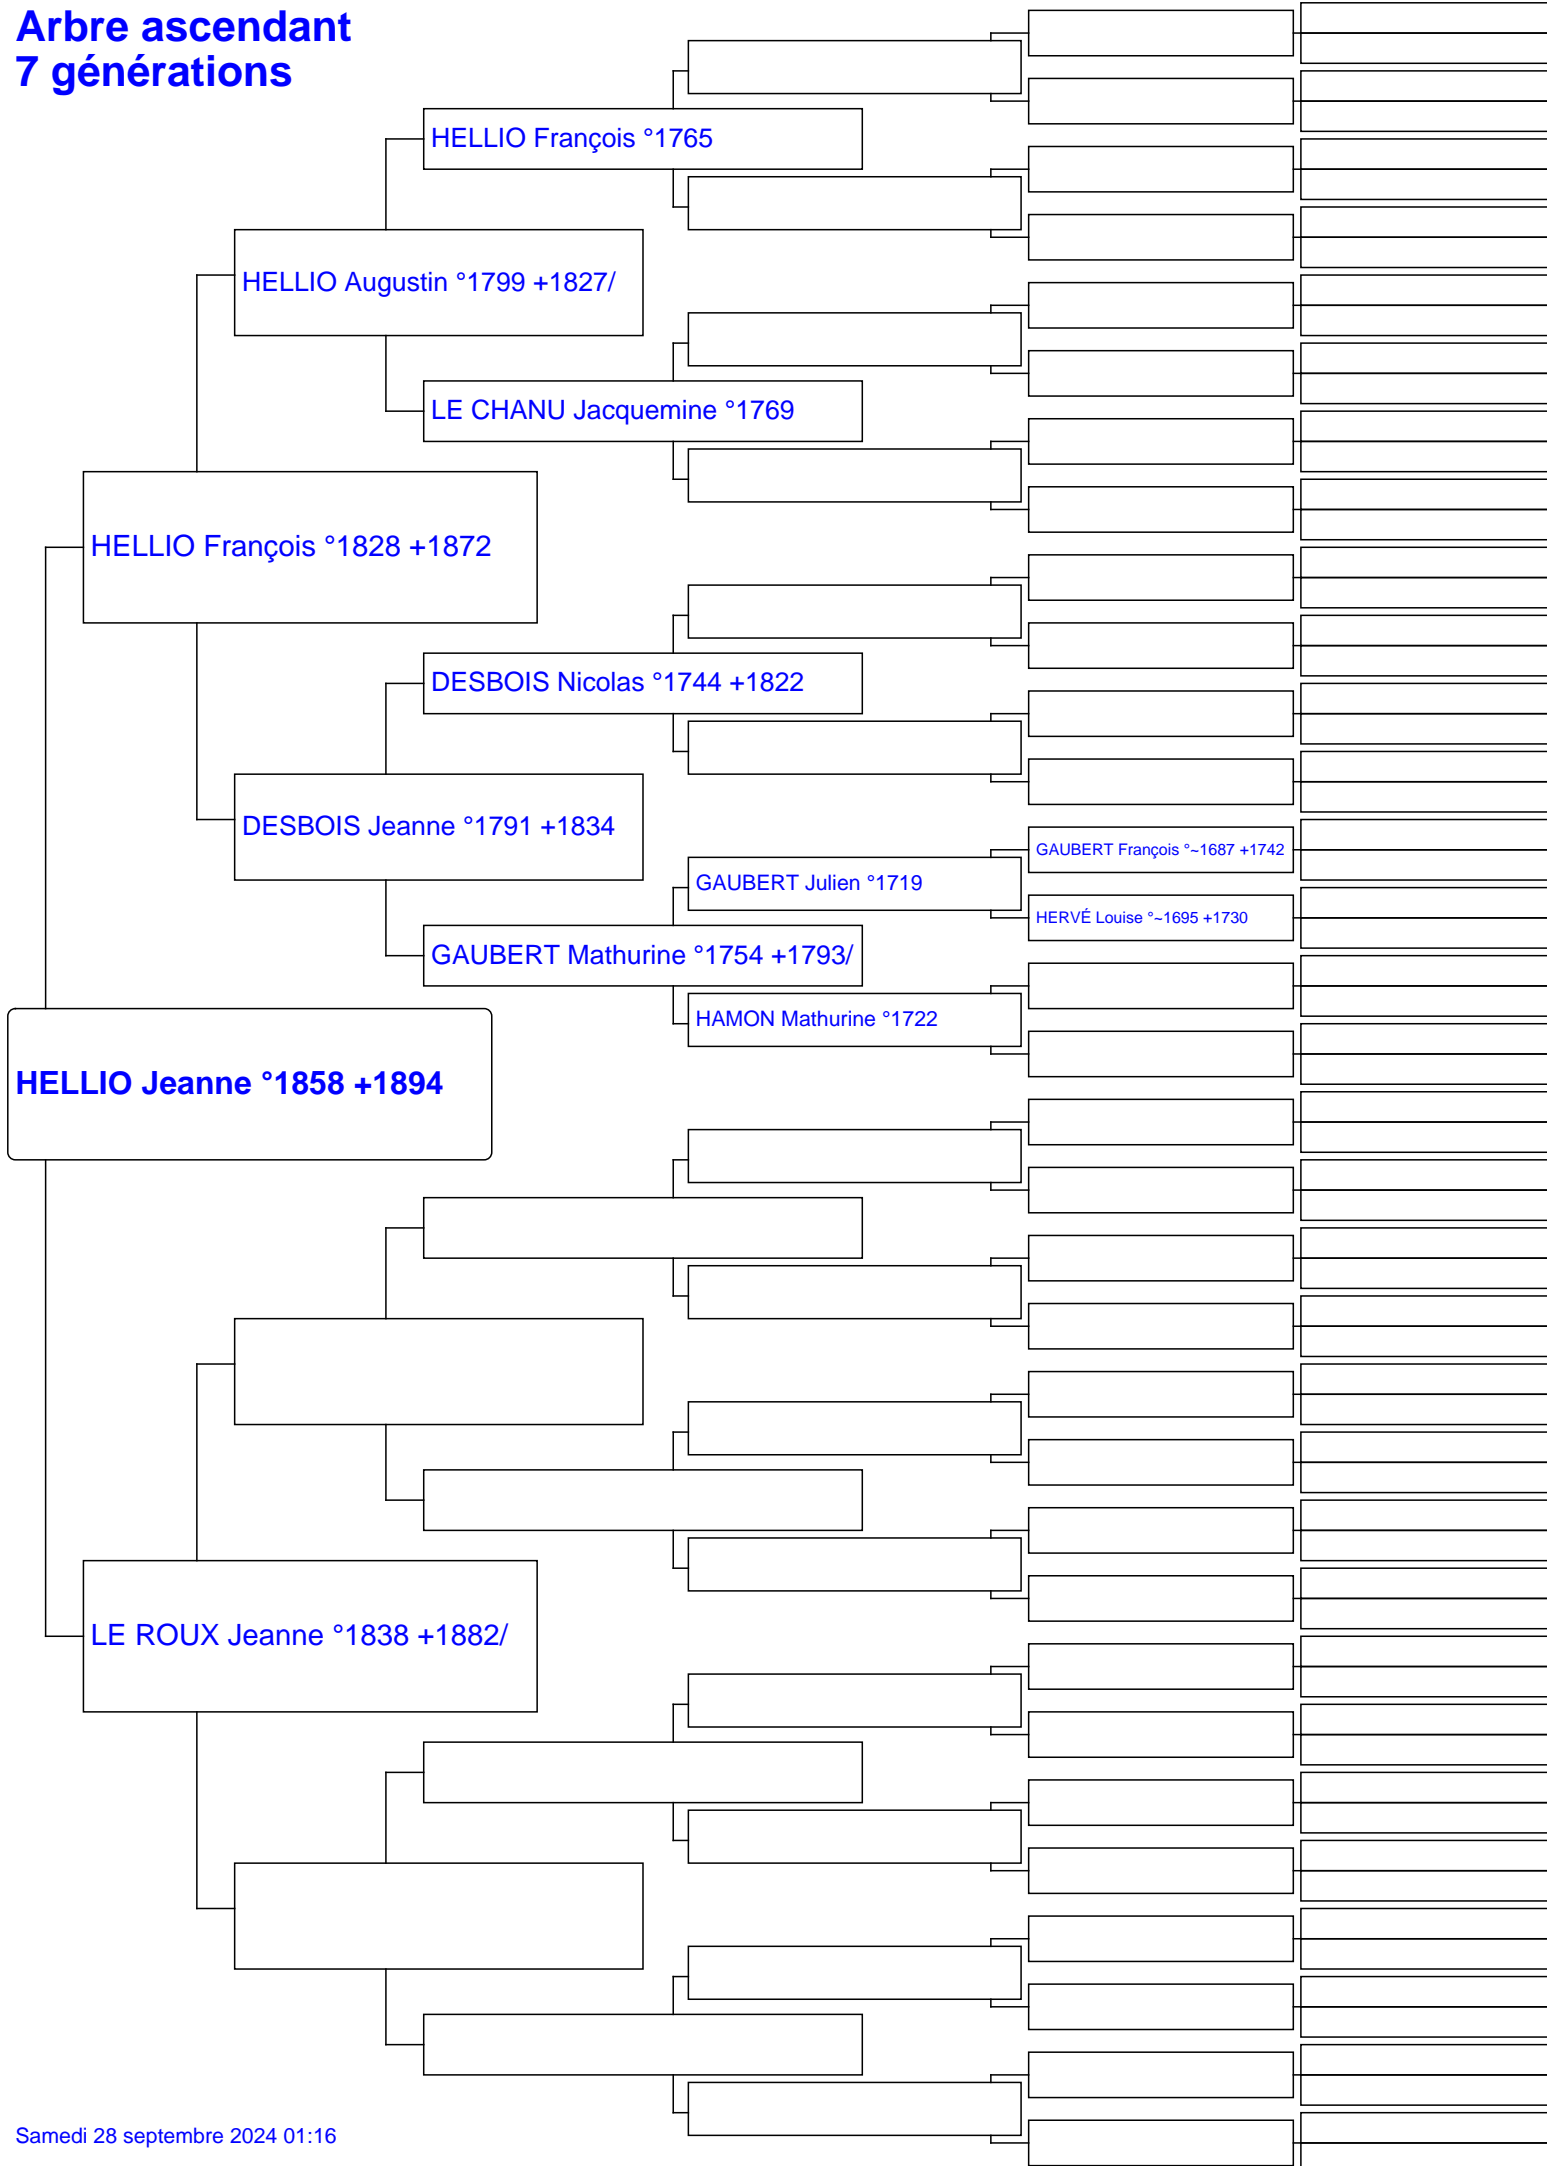 Arbre ascendant
7 générations
HELLIO François °1765
HELLIO Augustin °1799 +1827/
LE CHANU Jacquemine °1769
HELLIO François °1828 +1872
DESBOIS Nicolas °1744 +1822
DESBOIS Jeanne °1791 +1834
GAUBERT François °~1687 +1742
GAUBERT Julien °1719
HERVÉ Louise °~1695 +1730
GAUBERT Mathurine °1754 +1793/
HAMON Mathurine °1722
HELLIO Jeanne °1858 +1894
LE ROUX Jeanne °1838 +1882/
Samedi 28 septembre 2024 01:16